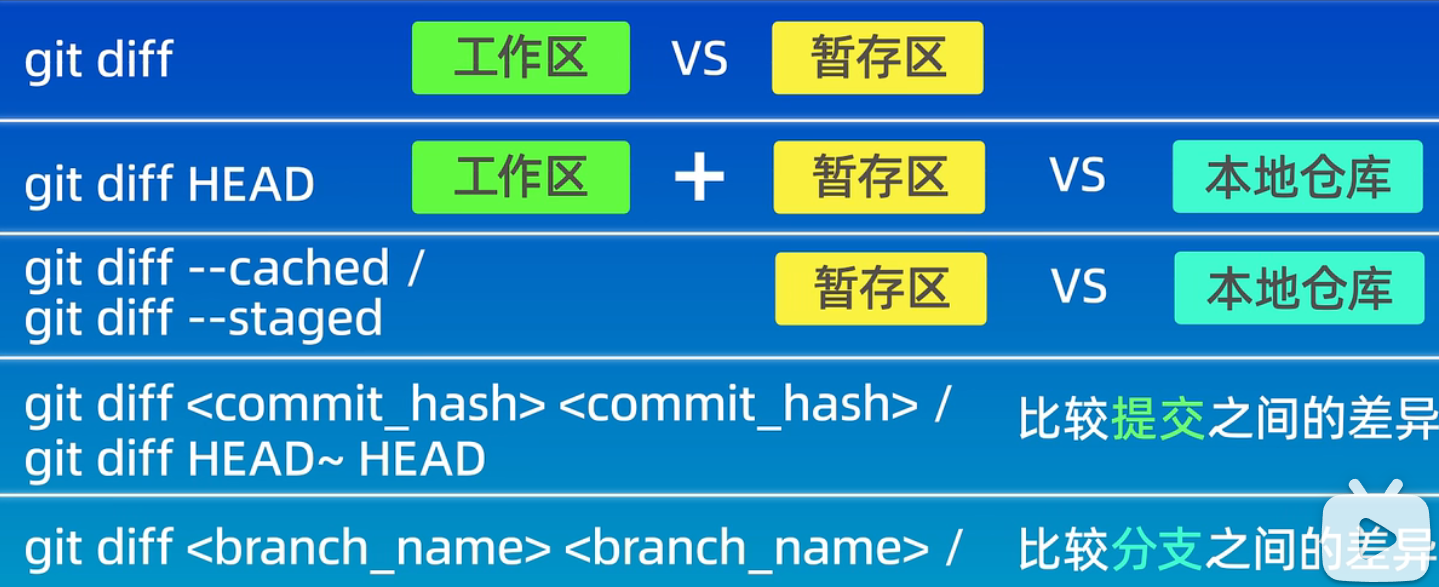 git diff 工作区 VS 暂存区
git diff HEAD 工作区 + 暂存区 VS 本地仓库
git diff --cached /
git diff --staged 暂存区 VS 本地仓库
git diff <commit_hash> <commit_hash> /
git diff HEAD~ HEAD 比较提交之间的差异
git diff <branch_name> <branch_name> / 比较分支之间的差异